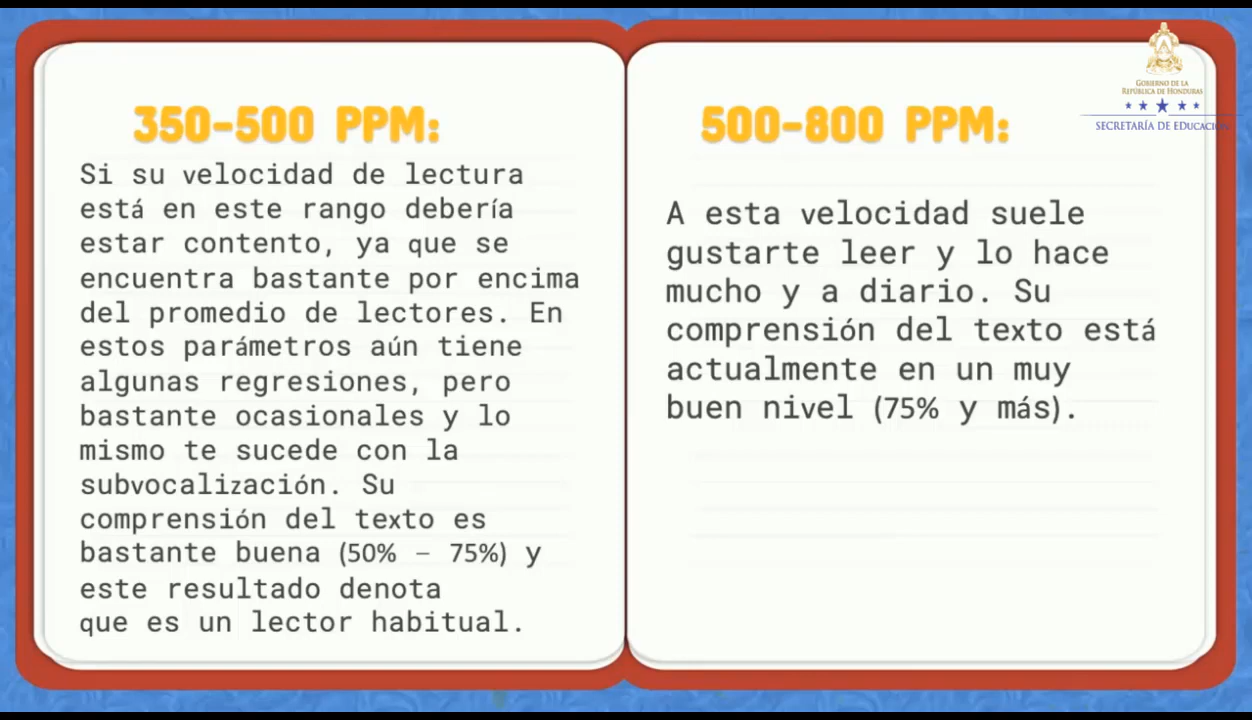 350-500 PPM:
Si su velocidad de lectura
está en este rango debería
estar contento, ya que se
encuentra bastante por encima
del promedio de lectores. En
estos parámetros aún tiene
algunas regresiones, pero
bastante ocasionales y lo
mismo te sucede con la
subvocalización. Su
comprensión del texto es
bastante buena (50% – 75%) y
este resultado denota
que es un lector habitual.
500-800 PPM:
A esta velocidad suele
gustarte leer y lo hace
mucho y a diario. Su
comprensión del texto está
actualmente en un muy
buen nivel (75% y más).
GOBIERNO DE LA
REPÚBLICA DE HONDURAS
SECRETARÍA DE EDUCACIÓN